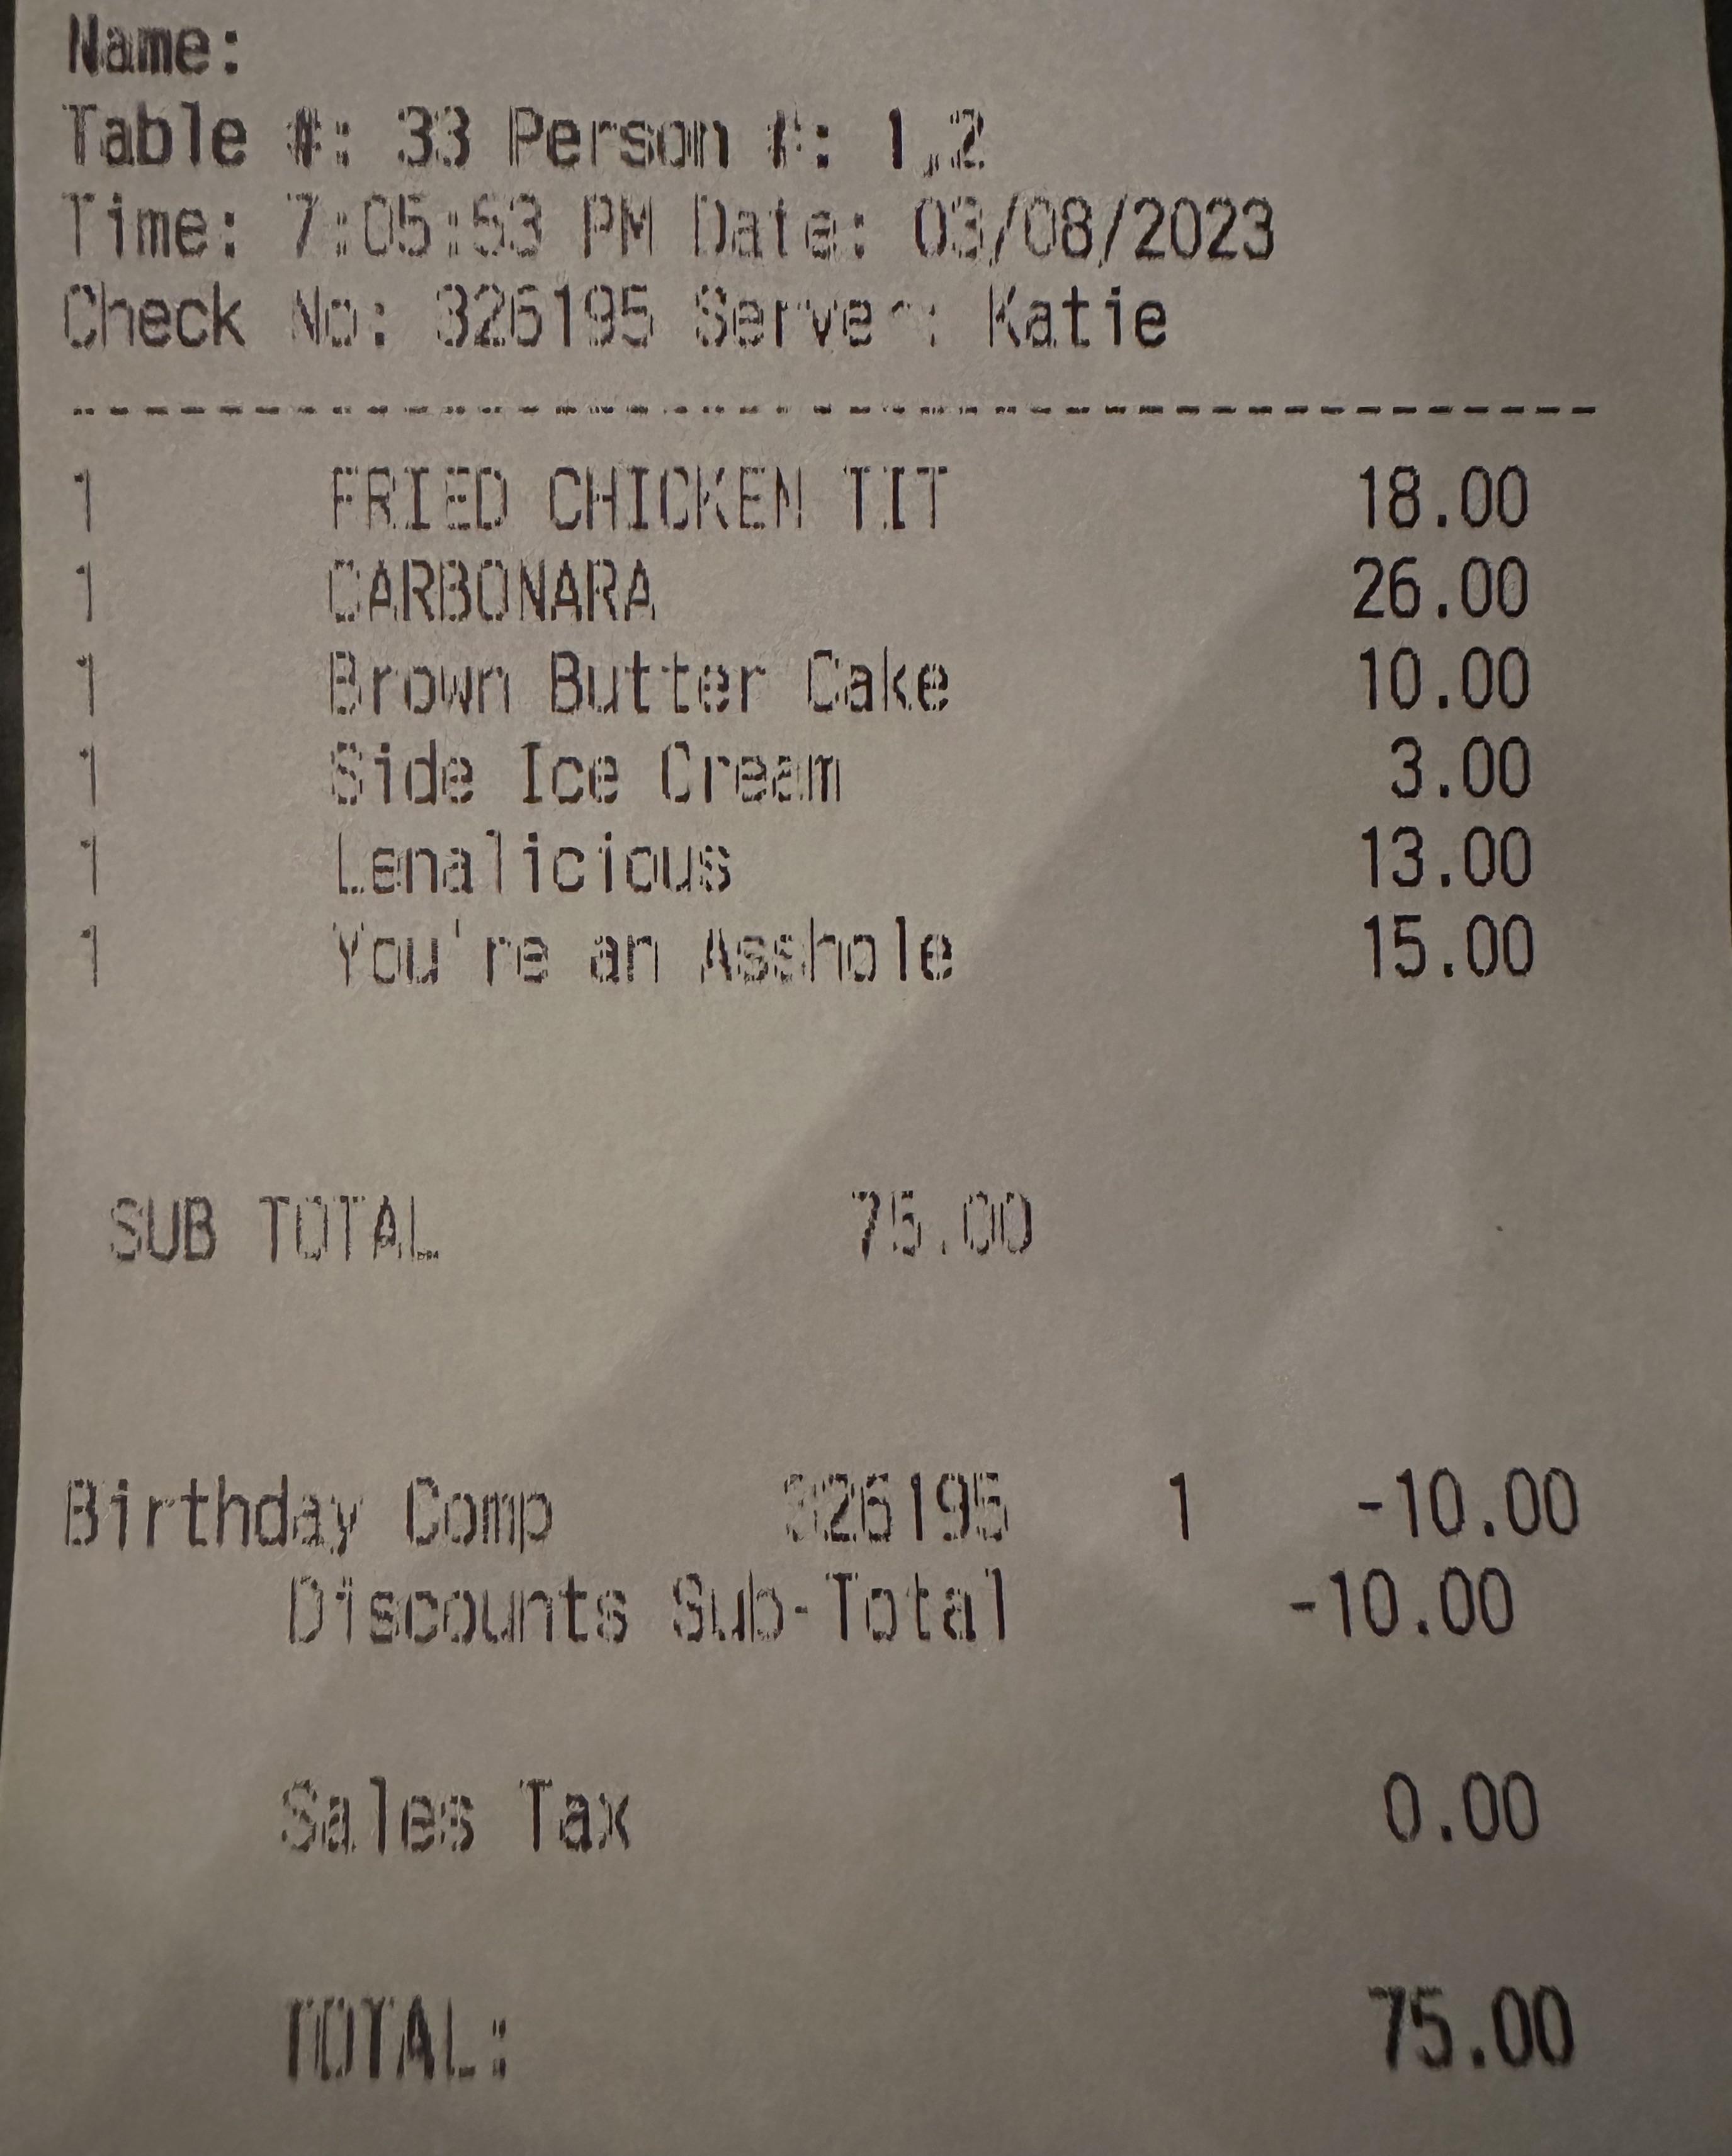 Name:
Table #: 33 Person #: 1,2
Time: 7:05:53 PM Date: 03/08/2023
Check No: 326195 Server: Katie
----------------------------------------
1 FRIED CHICKEN TIT 18.00
1 CARBONARA 26.00
1 Brown Butter Cake 10.00
1 Side Ice Cream 3.00
1 Lenalicious 13.00
1 You're an Asshole 15.00
SUB TOTAL 75.00
Birthday Comp 326195 1 -10.00
Discounts Sub-Total -10.00
Sales Tax 0.00
TOTAL: 75.00